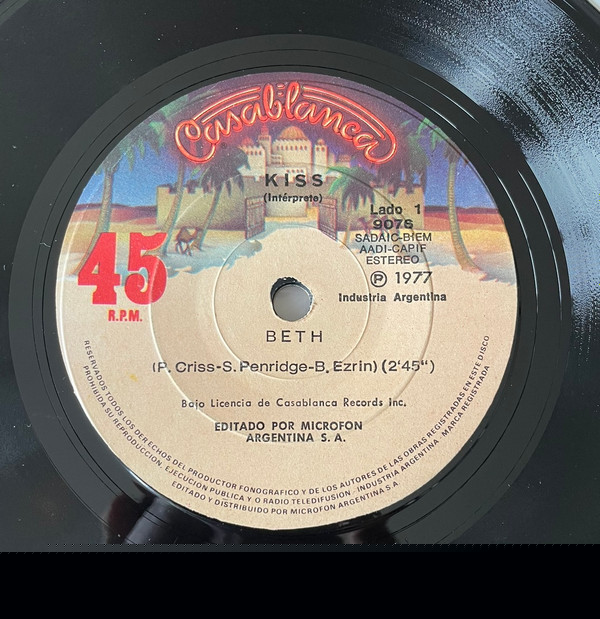 Casablanca
KISS
(Intérprete)
Lado 1
9076
SADAIC-BIEM
AADI-CAPIF
ESTEREO
Ⓟ 1977
Industria Argentina
45
R.P.M.
BETH
(P. Criss-S. Penridge-B. Ezrin) (2'45")
Bajo Licencia de Casablanca Records Inc.
EDITADO POR MICROFON
ARGENTINA S. A.
RESERVADOS TODOS LOS DERECHOS DEL PRODUCTOR FONOGRAFICO Y DE LOS AUTORES DE LAS OBRAS REGISTRADAS EN ESTE DISCO
PROHIBIDA SU REPRODUCCION, EJECUCION PUBLICA Y O RADIO TELEDIFUSION. INDUSTRIA ARGENTINA. MARCA REGISTRADA
EDITADO Y DISTRIBUIDO POR MICROFON ARGENTINA S A